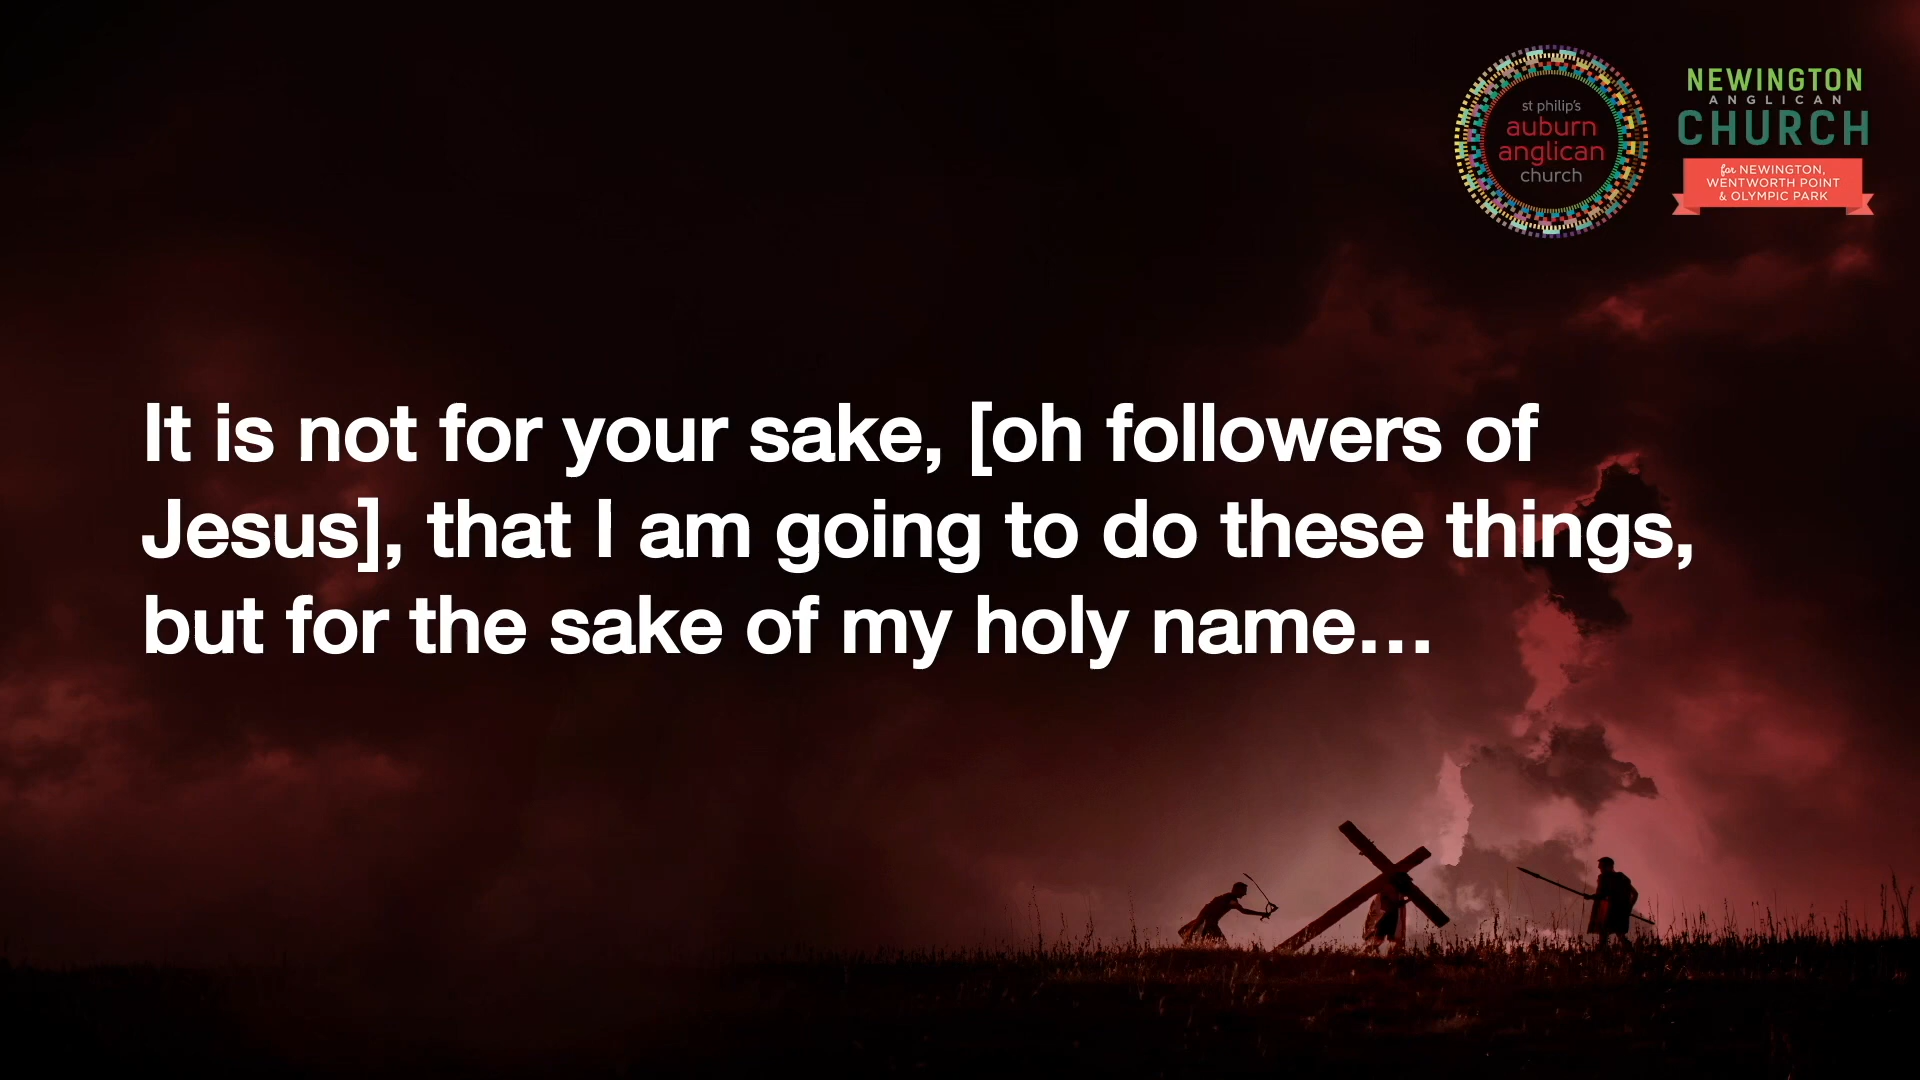 st philip's
auburn
anglican
church
NEWINGTON
ANGLICAN
CHURCH
for NEWINGTON,
WENTWORTH POINT
& OLYMPIC PARK
It is not for your sake, [oh followers of
Jesus], that I am going to do these things,
but for the sake of my holy name…